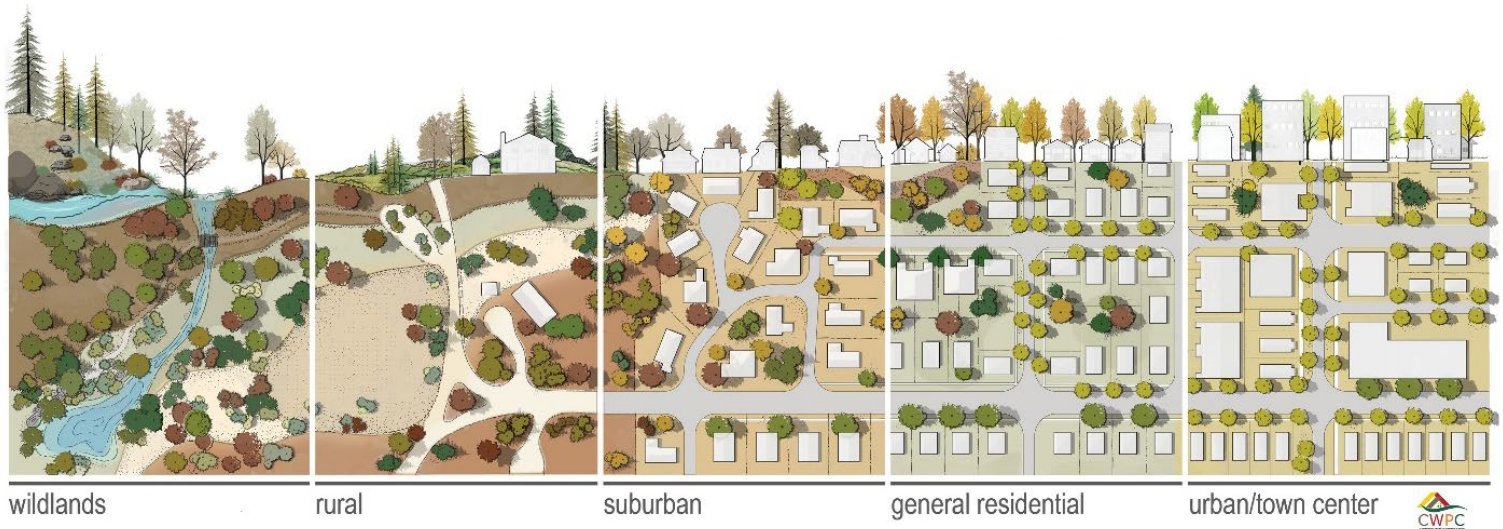 wildlands
rural
suburban
general residential
urban/town center
CWPC